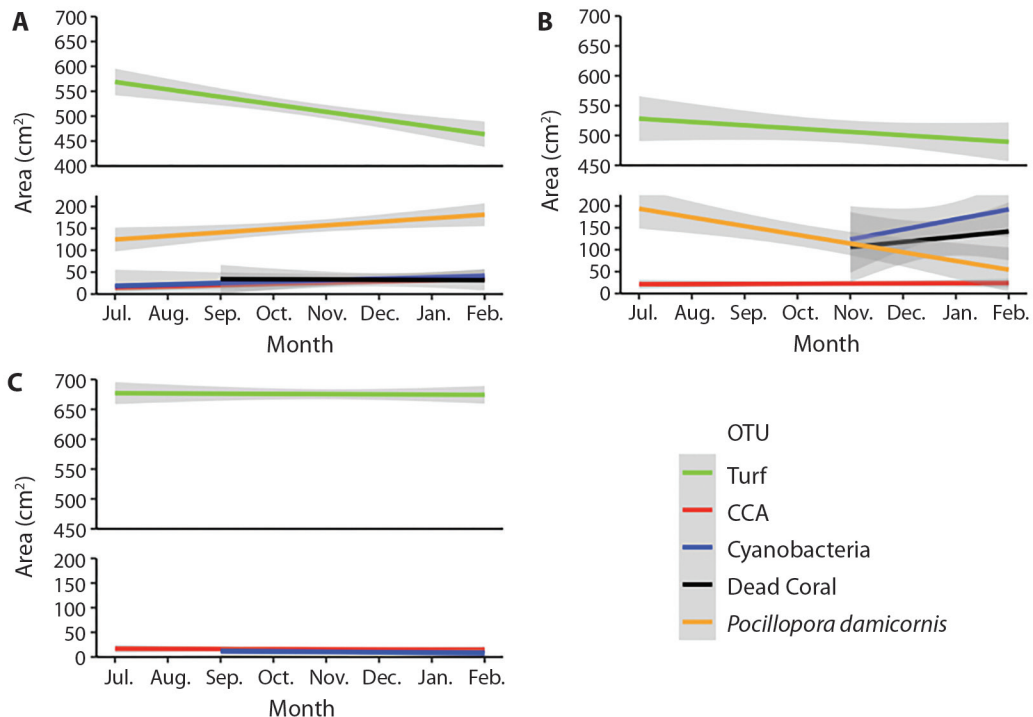 A
700
650
600
550
500
450
400
200
150
100
50
0
Area (cm²)
Jul. Aug. Sep. Oct. Nov. Dec. Jan. Feb.
Month
B
700
650
600
550
500
450
200
150
100
50
0
Area (cm²)
Jul. Aug. Sep. Oct. Nov. Dec. Jan. Feb.
Month
C
700
650
600
550
500
450
200
150
100
50
0
Area (cm²)
Jul. Aug. Sep. Oct. Nov. Dec. Jan. Feb.
Month
OTU
Turf
CCA
Cyanobacteria
Dead Coral
Pocillopora damicornis